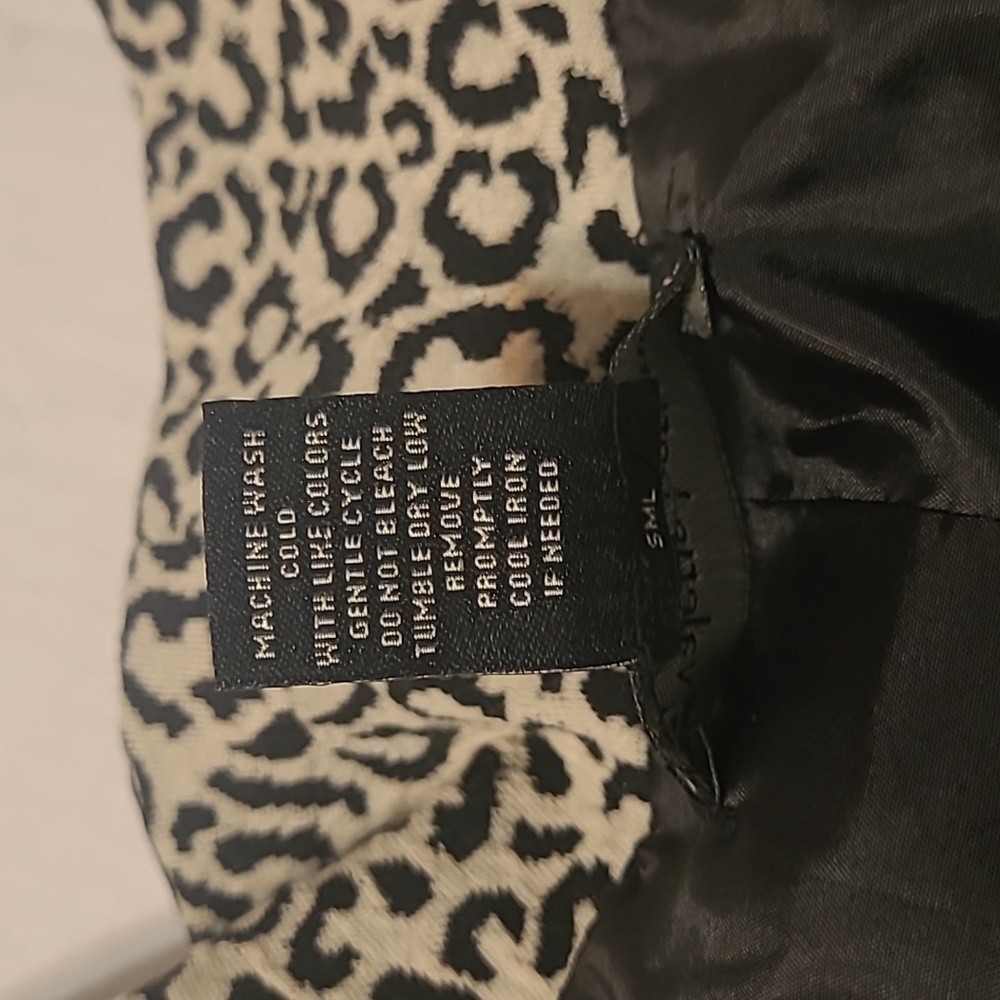 MACHINE WASH
COLD
WITH LIKE COLORS
GENTLE CYCLE
DO NOT BLEACH
TUMBLE DRY LOW
REMOVE
PROMPTLY
COOL IRON
IF NEEDED
SML